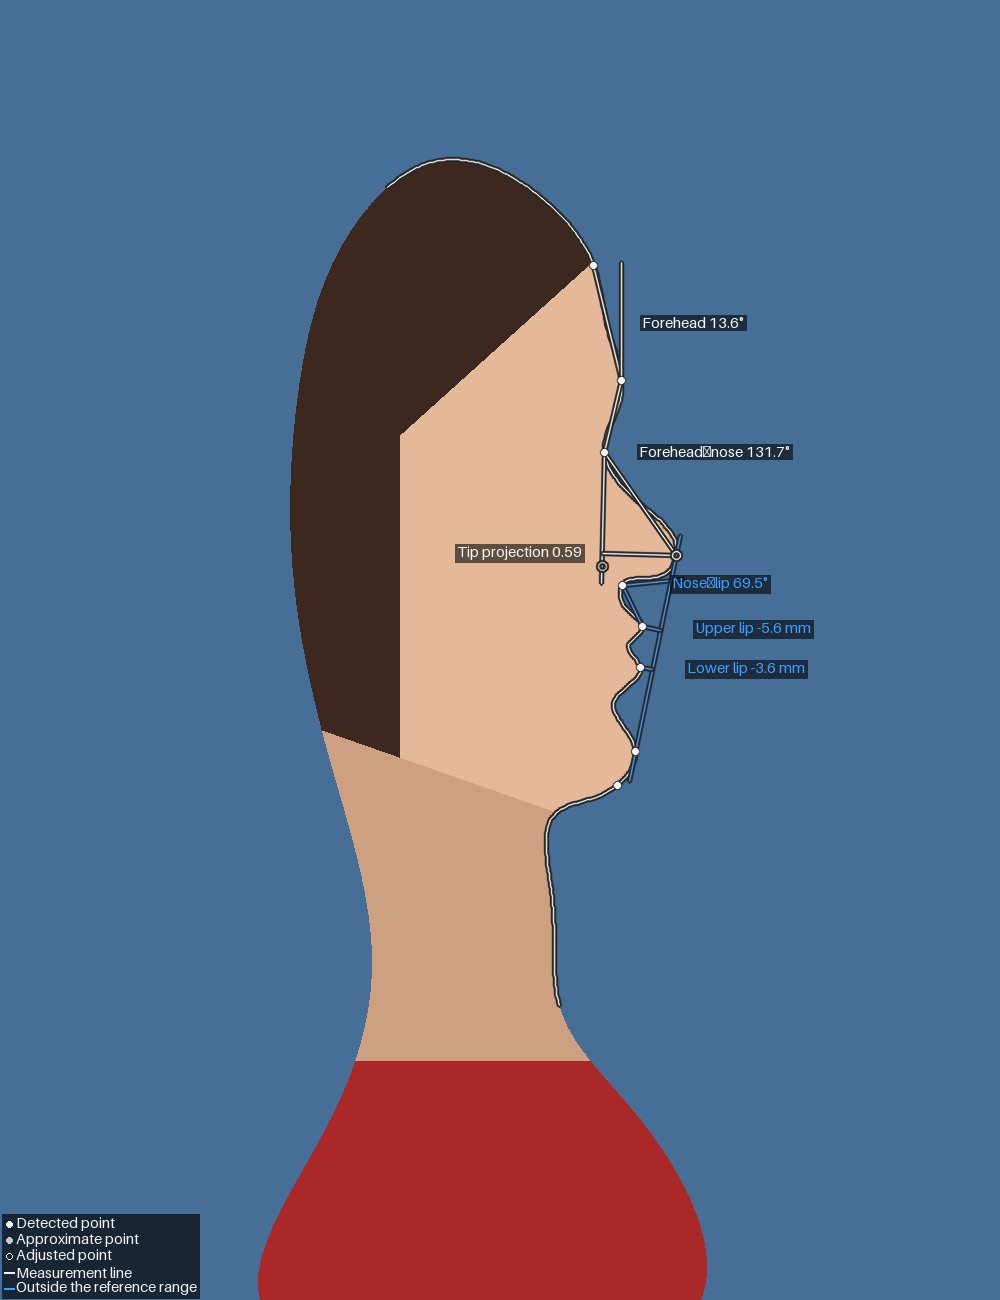 Forehead 13.6°
Forehead▯nose 131.7°
Tip projection 0.59
Nose▯lip 69.5°
Upper lip -5.6 mm
Lower lip -3.6 mm
Detected point
Approximate point
Adjusted point
Measurement line
Outside the reference range